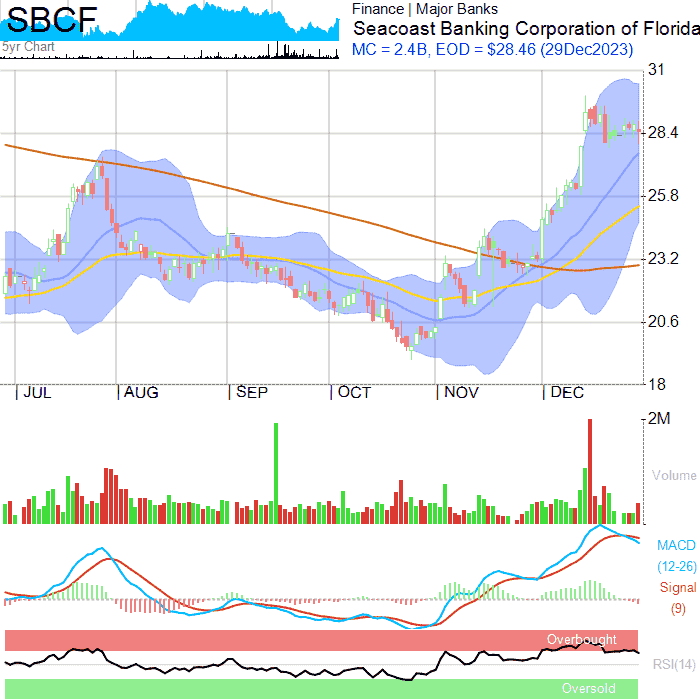 SBCF
5yr Chart
Finance | Major Banks
Seacoast Banking Corporation of Florida
MC = 2.4B, EOD = $28.46 (29Dec2023)
31
28.4
25.8
23.2
20.6
18
|JUL |AUG |SEP |OCT |NOV |DEC
2M
Volume
MACD
(12-26)
Signal
(9)
Overbought
RSI(14)
Oversold